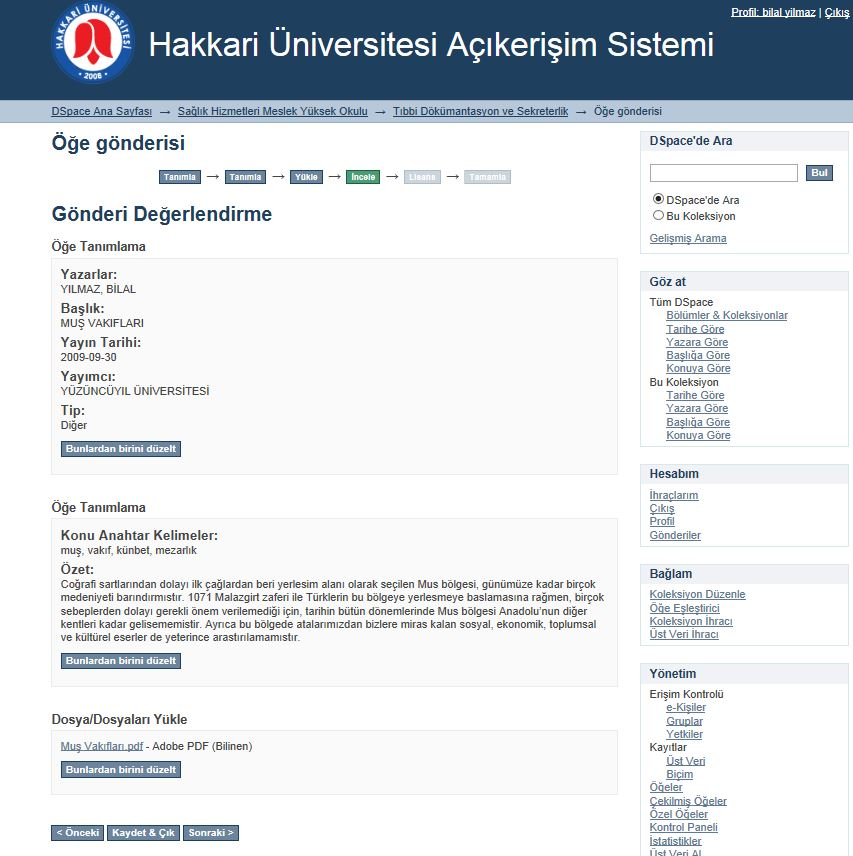 HAKKARİ ÜNİVERSİTESİ
2008
Profil: bilal yilmaz | Çıkış
Hakkari Üniversitesi Açıkerişim Sistemi
DSpace Ana Sayfası → Sağlık Hizmetleri Meslek Yüksek Okulu → Tıbbi Dökümantasyon ve Sekreterlik → Öğe gönderisi
Öğe gönderisi
Tanımla → Tanımla → Yükle → İncele → Lisans → Tamamla
Gönderi Değerlendirme
Öğe Tanımlama
Yazarlar:
YILMAZ, BİLAL
Başlık:
MUŞ VAKIFLARI
Yayın Tarihi:
2009-09-30
Yayımcı:
YÜZÜNCÜYIL ÜNİVERSİTESİ
Tip:
Diğer
Bunlardan birini düzelt
Öğe Tanımlama
Konu Anahtar Kelimeler:
muş, vakıf, künbet, mezarlık
Özet:
Coğrafi sartlarından dolayı ilk çağlardan beri yerlesim alanı olarak seçilen Mus bölgesi, günümüze kadar birçok
medeniyeti barındırmıstır. 1071 Malazgirt zaferi ile Türklerin bu bölgeye yerlesmeye baslamasına rağmen, birçok
sebeplerden dolayı gerekli önem verilemediği için, tarihin bütün dönemlerinde Mus bölgesi Anadolu'nun diğer
kentleri kadar gelisememistir. Ayrıca bu bölgede atalarımızdan bizlere miras kalan sosyal, ekonomik, toplumsal
ve kültürel eserler de yeterince arastırılamamıstır.
Bunlardan birini düzelt
Dosya/Dosyaları Yükle
Muş Vakıfları.pdf - Adobe PDF (Bilinen)
Bunlardan birini düzelt
< Önceki Kaydet & Çık Sonraki >
DSpace'de Ara
Bul
DSpace'de Ara
Bu Koleksiyon
Gelişmiş Arama
Göz at
Tüm DSpace
Bölümler & Koleksiyonlar
Tarihe Göre
Yazara Göre
Başlığa Göre
Konuya Göre
Bu Koleksiyon
Tarihe Göre
Yazara Göre
Başlığa Göre
Konuya Göre
Hesabım
İhraçlarım
Çıkış
Profil
Gönderiler
Bağlam
Koleksiyon Düzenle
Öğe Eşleştirici
Koleksiyon İhracı
Üst Veri İhracı
Yönetim
Erişim Kontrolü
e-Kişiler
Gruplar
Yetkiler
Kayıtlar
Üst Veri
Biçim
Öğeler
Çekilmiş Öğeler
Özel Öğeler
Kontrol Paneli
İstatistikler
Üst Veri Al